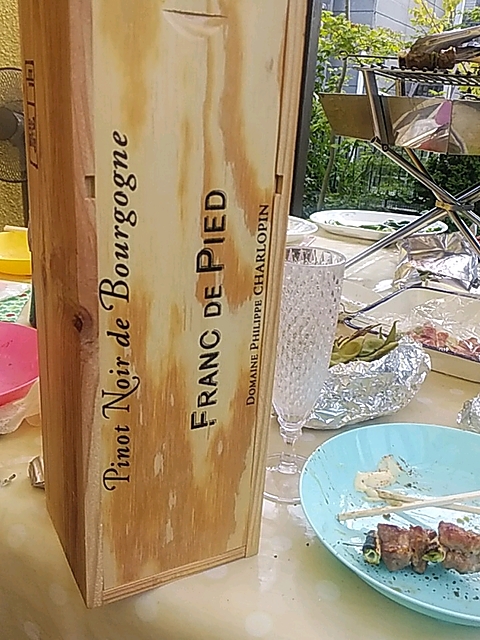 Pinot Noir de Bourgogne
FRANC DE PIED
DOMAINE PHILIPPE CHARLOPIN